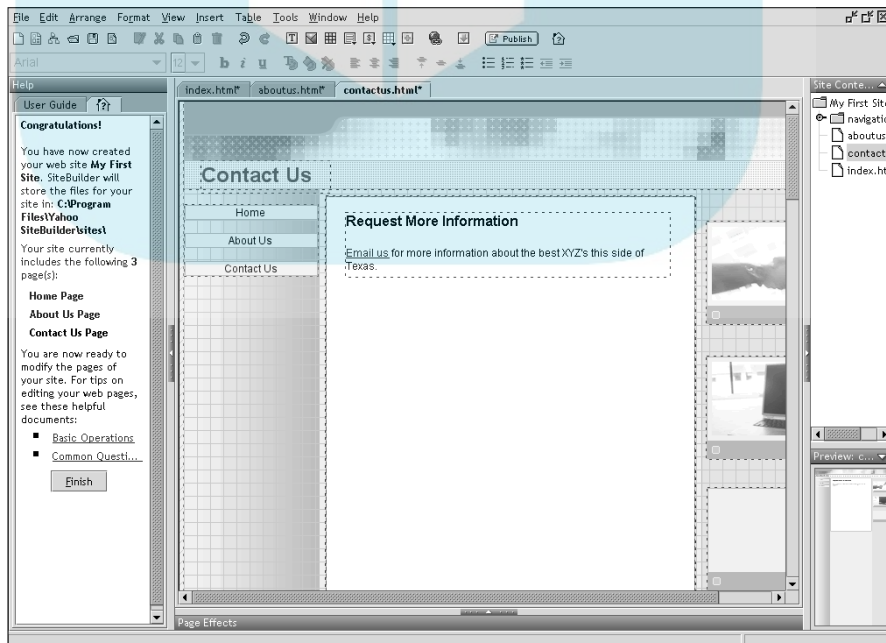 File Edit Arrange Format View Insert Table Tools Window Help
Publish
Arial 12 b i u
Help
User Guide
Congratulations!
You have now created
your web site My First
Site. SiteBuilder will
store the files for your
site in: C:\Program
Files\Yahoo
SiteBuilder\sites\
Your site currently
includes the following 3
page(s):
Home Page
About Us Page
Contact Us Page
You are now ready to
modify the pages of
your site. For tips on
editing your web pages,
see these helpful
documents:
Basic Operations
Common Questi...
Finish
index.html* aboutus.html* contactus.html*
Contact Us
Home
About Us
Contact Us
Request More Information
Email us for more information about the best XYZ's this side of
Texas.
Page Effects
Site Conte...
My First Site
navigatio
aboutus
contact
index.ht
Preview: c...